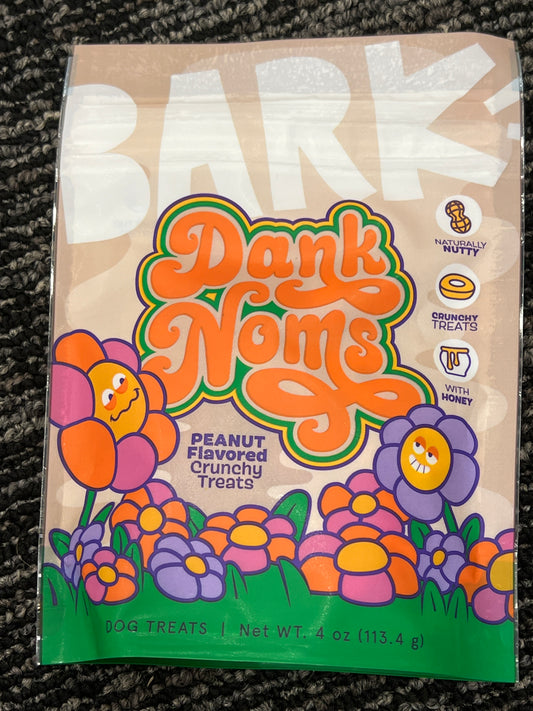 BARK
Dank
Noms
NATURALLY
NUTTY
CRUNCHY
TREATS
WITH
HONEY
PEANUT
Flavored
Crunchy
Treats
DOG TREATS | Net WT. 4 oz (113.4 g)